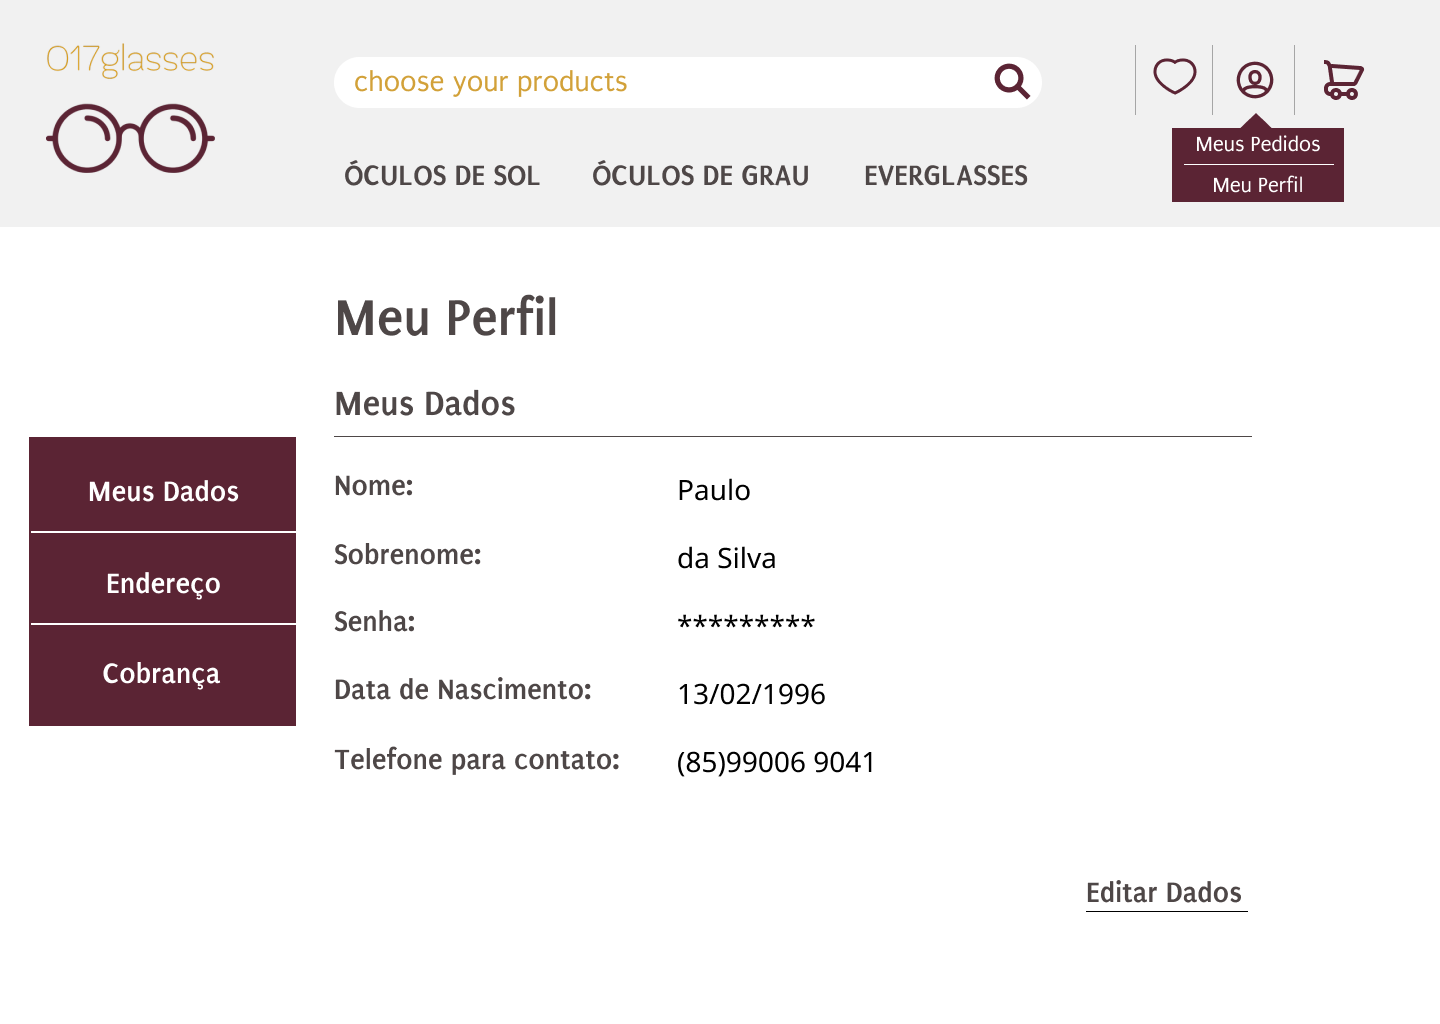 017glasses
choose your products
ÓCULOS DE SOL ÓCULOS DE GRAU EVERGLASSES
Meus Pedidos
Meu Perfil
Meu Perfil
Meus Dados
Meus Dados
Endereço
Cobrança
Nome: Paulo
Sobrenome: da Silva
Senha: *********
Data de Nascimento: 13/02/1996
Telefone para contato: (85)99006 9041
Editar Dados